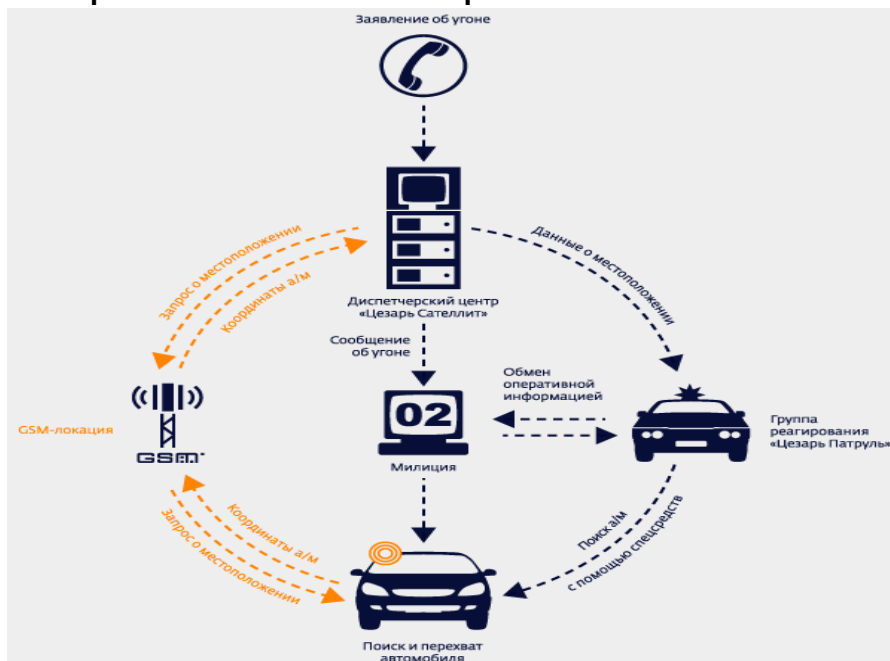 Заявление об угоне
Запрос о местоположении
Координаты а/м
Данные о местоположении
Диспетчерский центр
«Цезарь Сателлит»
Сообщение
об угоне
Обмен
оперативной
информацией
02
GSM-локация
GSM
Милиция
Группа
реагирования
«Цезарь Патруль»
Координаты а/м
Запрос о местоположении
Поиск а/м
с помощью спецсредств
Поиск и перехват
автомобиля